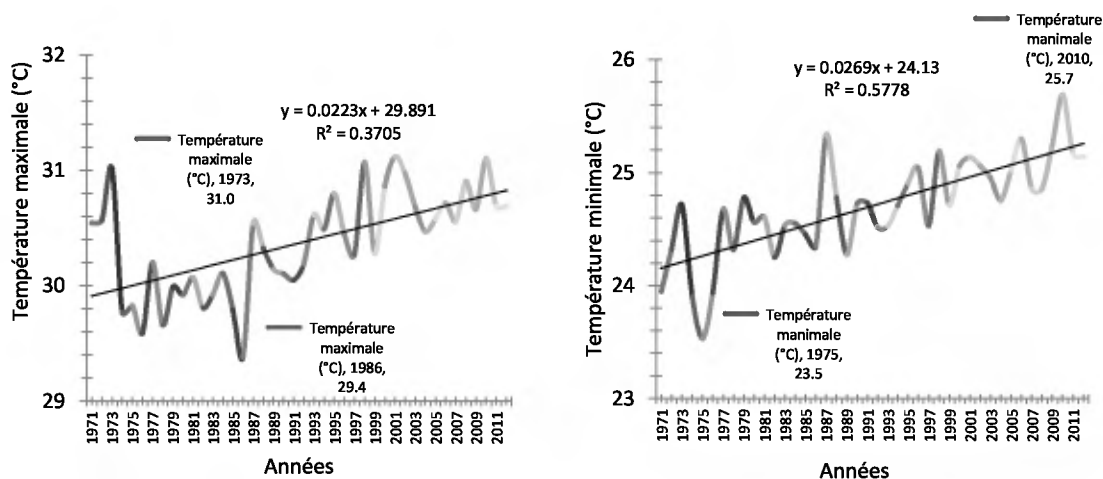 Température maximale (°C)
32
31
30
29
y = 0.0223x + 29.891
R² = 0.3705
Température
maximale
(°C), 1973,
31.0
Température
maximale
(°C), 1986,
29.4
1971
1973
1975
1977
1979
1981
1983
1985
1987
1989
1991
1993
1995
1997
1999
2001
2003
2005
2007
2009
2011
Années
Température minimale (°C)
26
25
24
23
y = 0.0269x + 24.13
R² = 0.5778
Température
manimale
(°C), 2010,
25.7
Température
manimale
(°C), 1975,
23.5
1971
1973
1975
1977
1979
1981
1983
1985
1987
1989
1991
1993
1995
1997
1999
2001
2003
2005
2007
2009
2011
Années